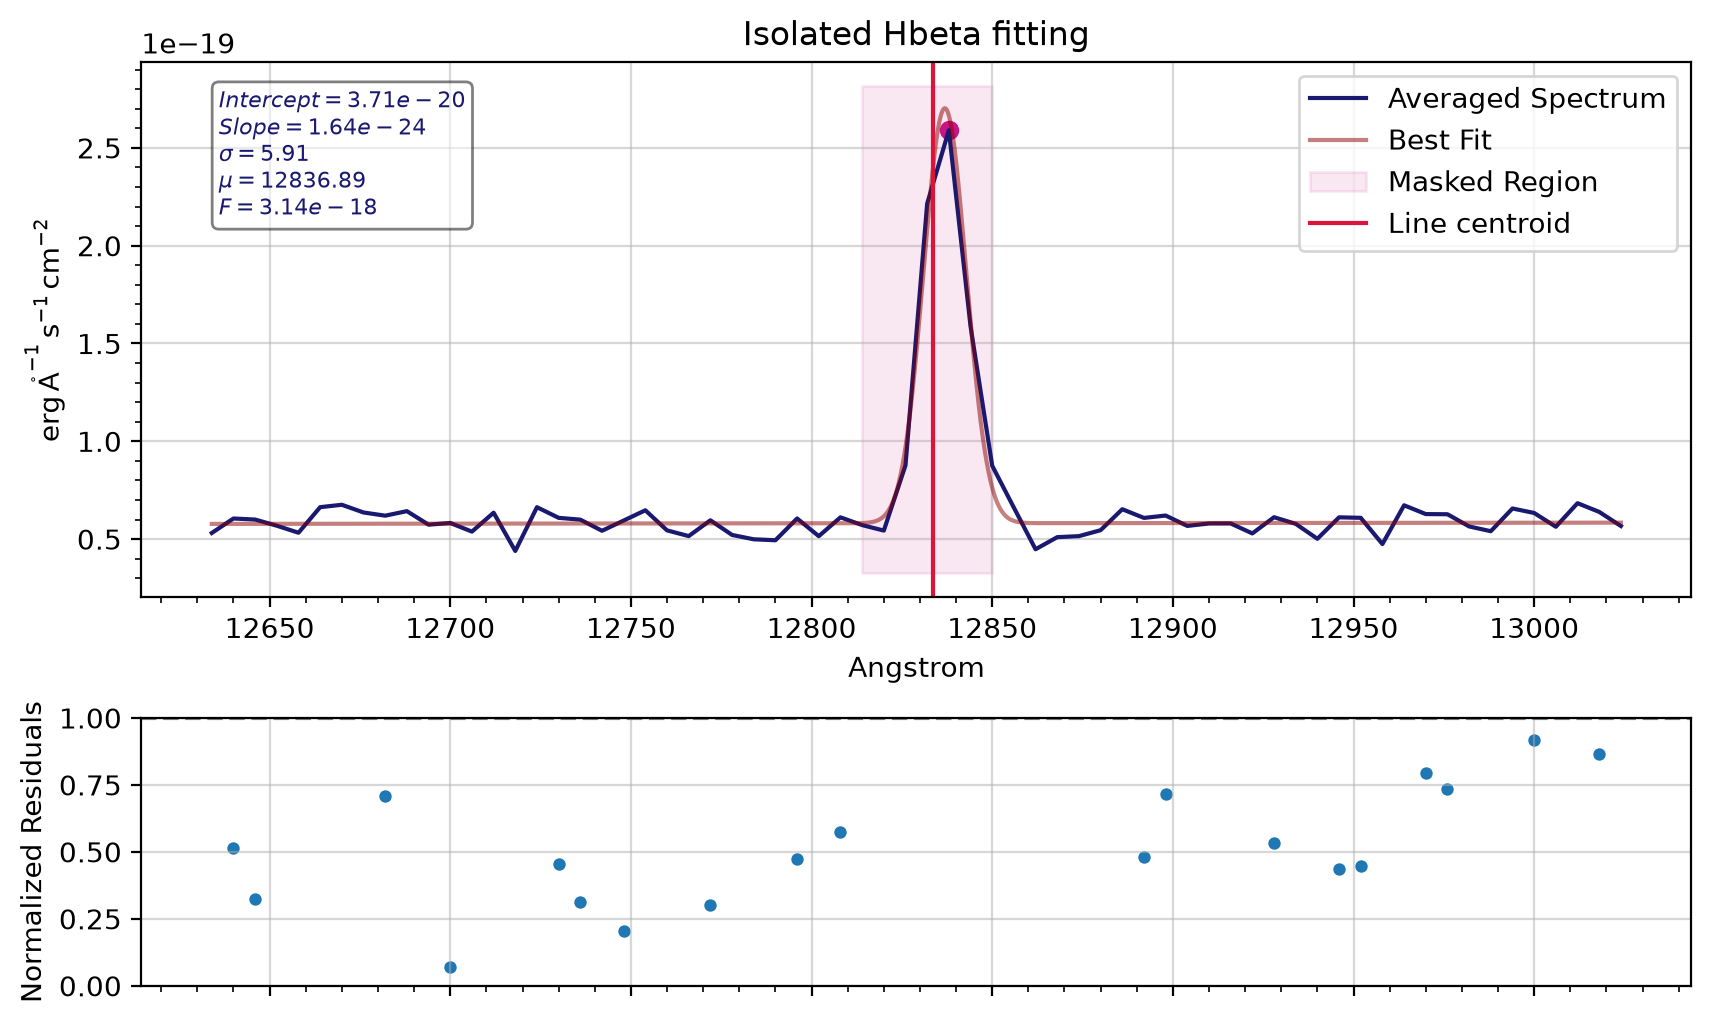 Isolated Hbeta fitting
1e−19
Intercept = 3.71e − 20
Slope = 1.64e − 24
σ = 5.91
μ = 12836.89
F = 3.14e − 18
Averaged Spectrum
Best Fit
Masked Region
Line centroid
2.5
2.0
1.5
1.0
0.5
erg Å⁻¹ s⁻¹ cm⁻²
12650 12700 12750 12800 12850 12900 12950 13000
Angstrom
1.00
0.75
0.50
0.25
0.00
Normalized Residuals